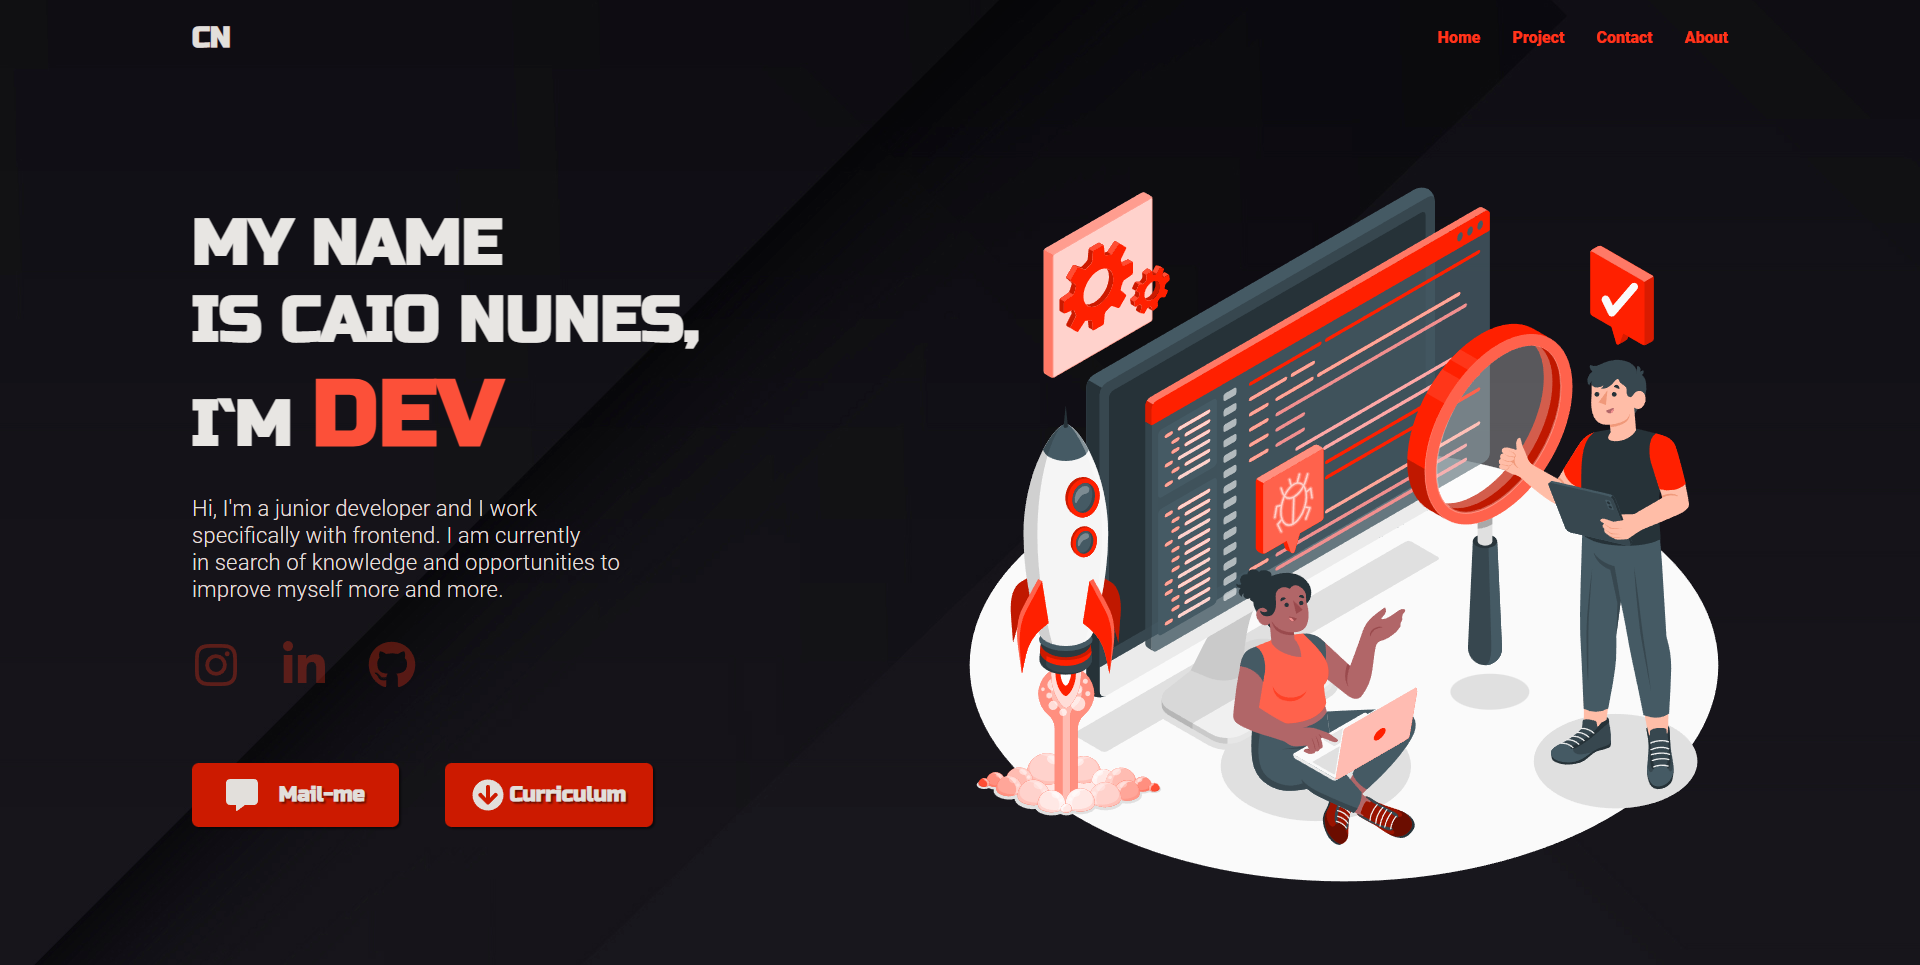 CN
Home Project Contact About
MY NAME
IS CAIO NUNES,
I`M DEV
Hi, I'm a junior developer and I work
specifically with frontend. I am currently
in search of knowledge and opportunities to
improve myself more and more.
in
Mail-me Curriculum